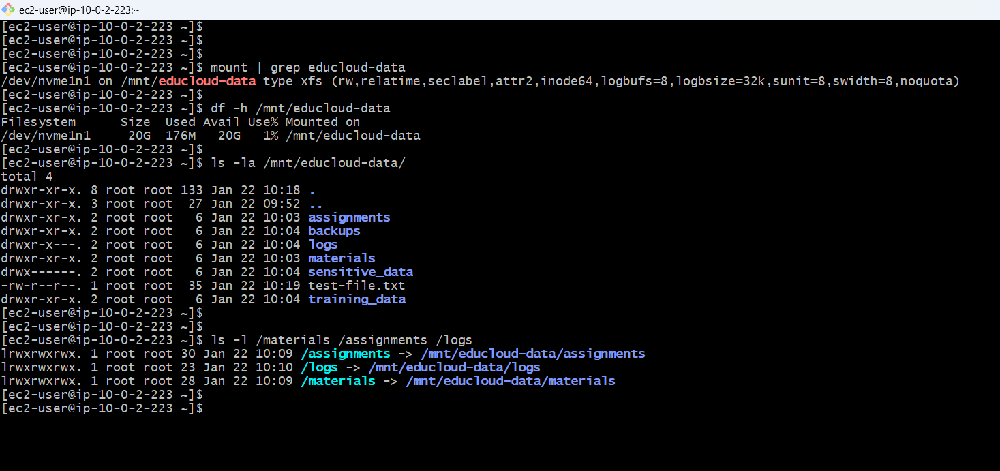 ec2-user@ip-10-0-2-223:~
[ec2-user@ip-10-0-2-223 ~]$
[ec2-user@ip-10-0-2-223 ~]$
[ec2-user@ip-10-0-2-223 ~]$
[ec2-user@ip-10-0-2-223 ~]$ mount | grep educloud-data
/dev/nvme1n1 on /mnt/educloud-data type xfs (rw,relatime,seclabel,attr2,inode64,logbufs=8,logbsize=32k,sunit=8,swidth=8,noquota)
[ec2-user@ip-10-0-2-223 ~]$
[ec2-user@ip-10-0-2-223 ~]$ df -h /mnt/educloud-data
Filesystem      Size  Used Avail Use% Mounted on
/dev/nvme1n1     20G  176M   20G   1% /mnt/educloud-data
[ec2-user@ip-10-0-2-223 ~]$
[ec2-user@ip-10-0-2-223 ~]$ ls -la /mnt/educloud-data/
total 4
drwxr-xr-x. 8 root root 133 Jan 22 10:18 .
drwxr-xr-x. 3 root root  27 Jan 22 09:52 ..
drwxr-xr-x. 2 root root   6 Jan 22 10:03 assignments
drwxr-xr-x. 2 root root   6 Jan 22 10:04 backups
drwxr-x---. 2 root root   6 Jan 22 10:04 logs
drwxr-xr-x. 2 root root   6 Jan 22 10:03 materials
drwx------. 2 root root   6 Jan 22 10:04 sensitive_data
-rw-r--r--. 1 root root  35 Jan 22 10:19 test-file.txt
drwxr-xr-x. 2 root root   6 Jan 22 10:04 training_data
[ec2-user@ip-10-0-2-223 ~]$
[ec2-user@ip-10-0-2-223 ~]$
[ec2-user@ip-10-0-2-223 ~]$ ls -l /materials /assignments /logs
lrwxrwxrwx. 1 root root 30 Jan 22 10:09 /assignments -> /mnt/educloud-data/assignments
lrwxrwxrwx. 1 root root 23 Jan 22 10:10 /logs -> /mnt/educloud-data/logs
lrwxrwxrwx. 1 root root 28 Jan 22 10:09 /materials -> /mnt/educloud-data/materials
[ec2-user@ip-10-0-2-223 ~]$
[ec2-user@ip-10-0-2-223 ~]$